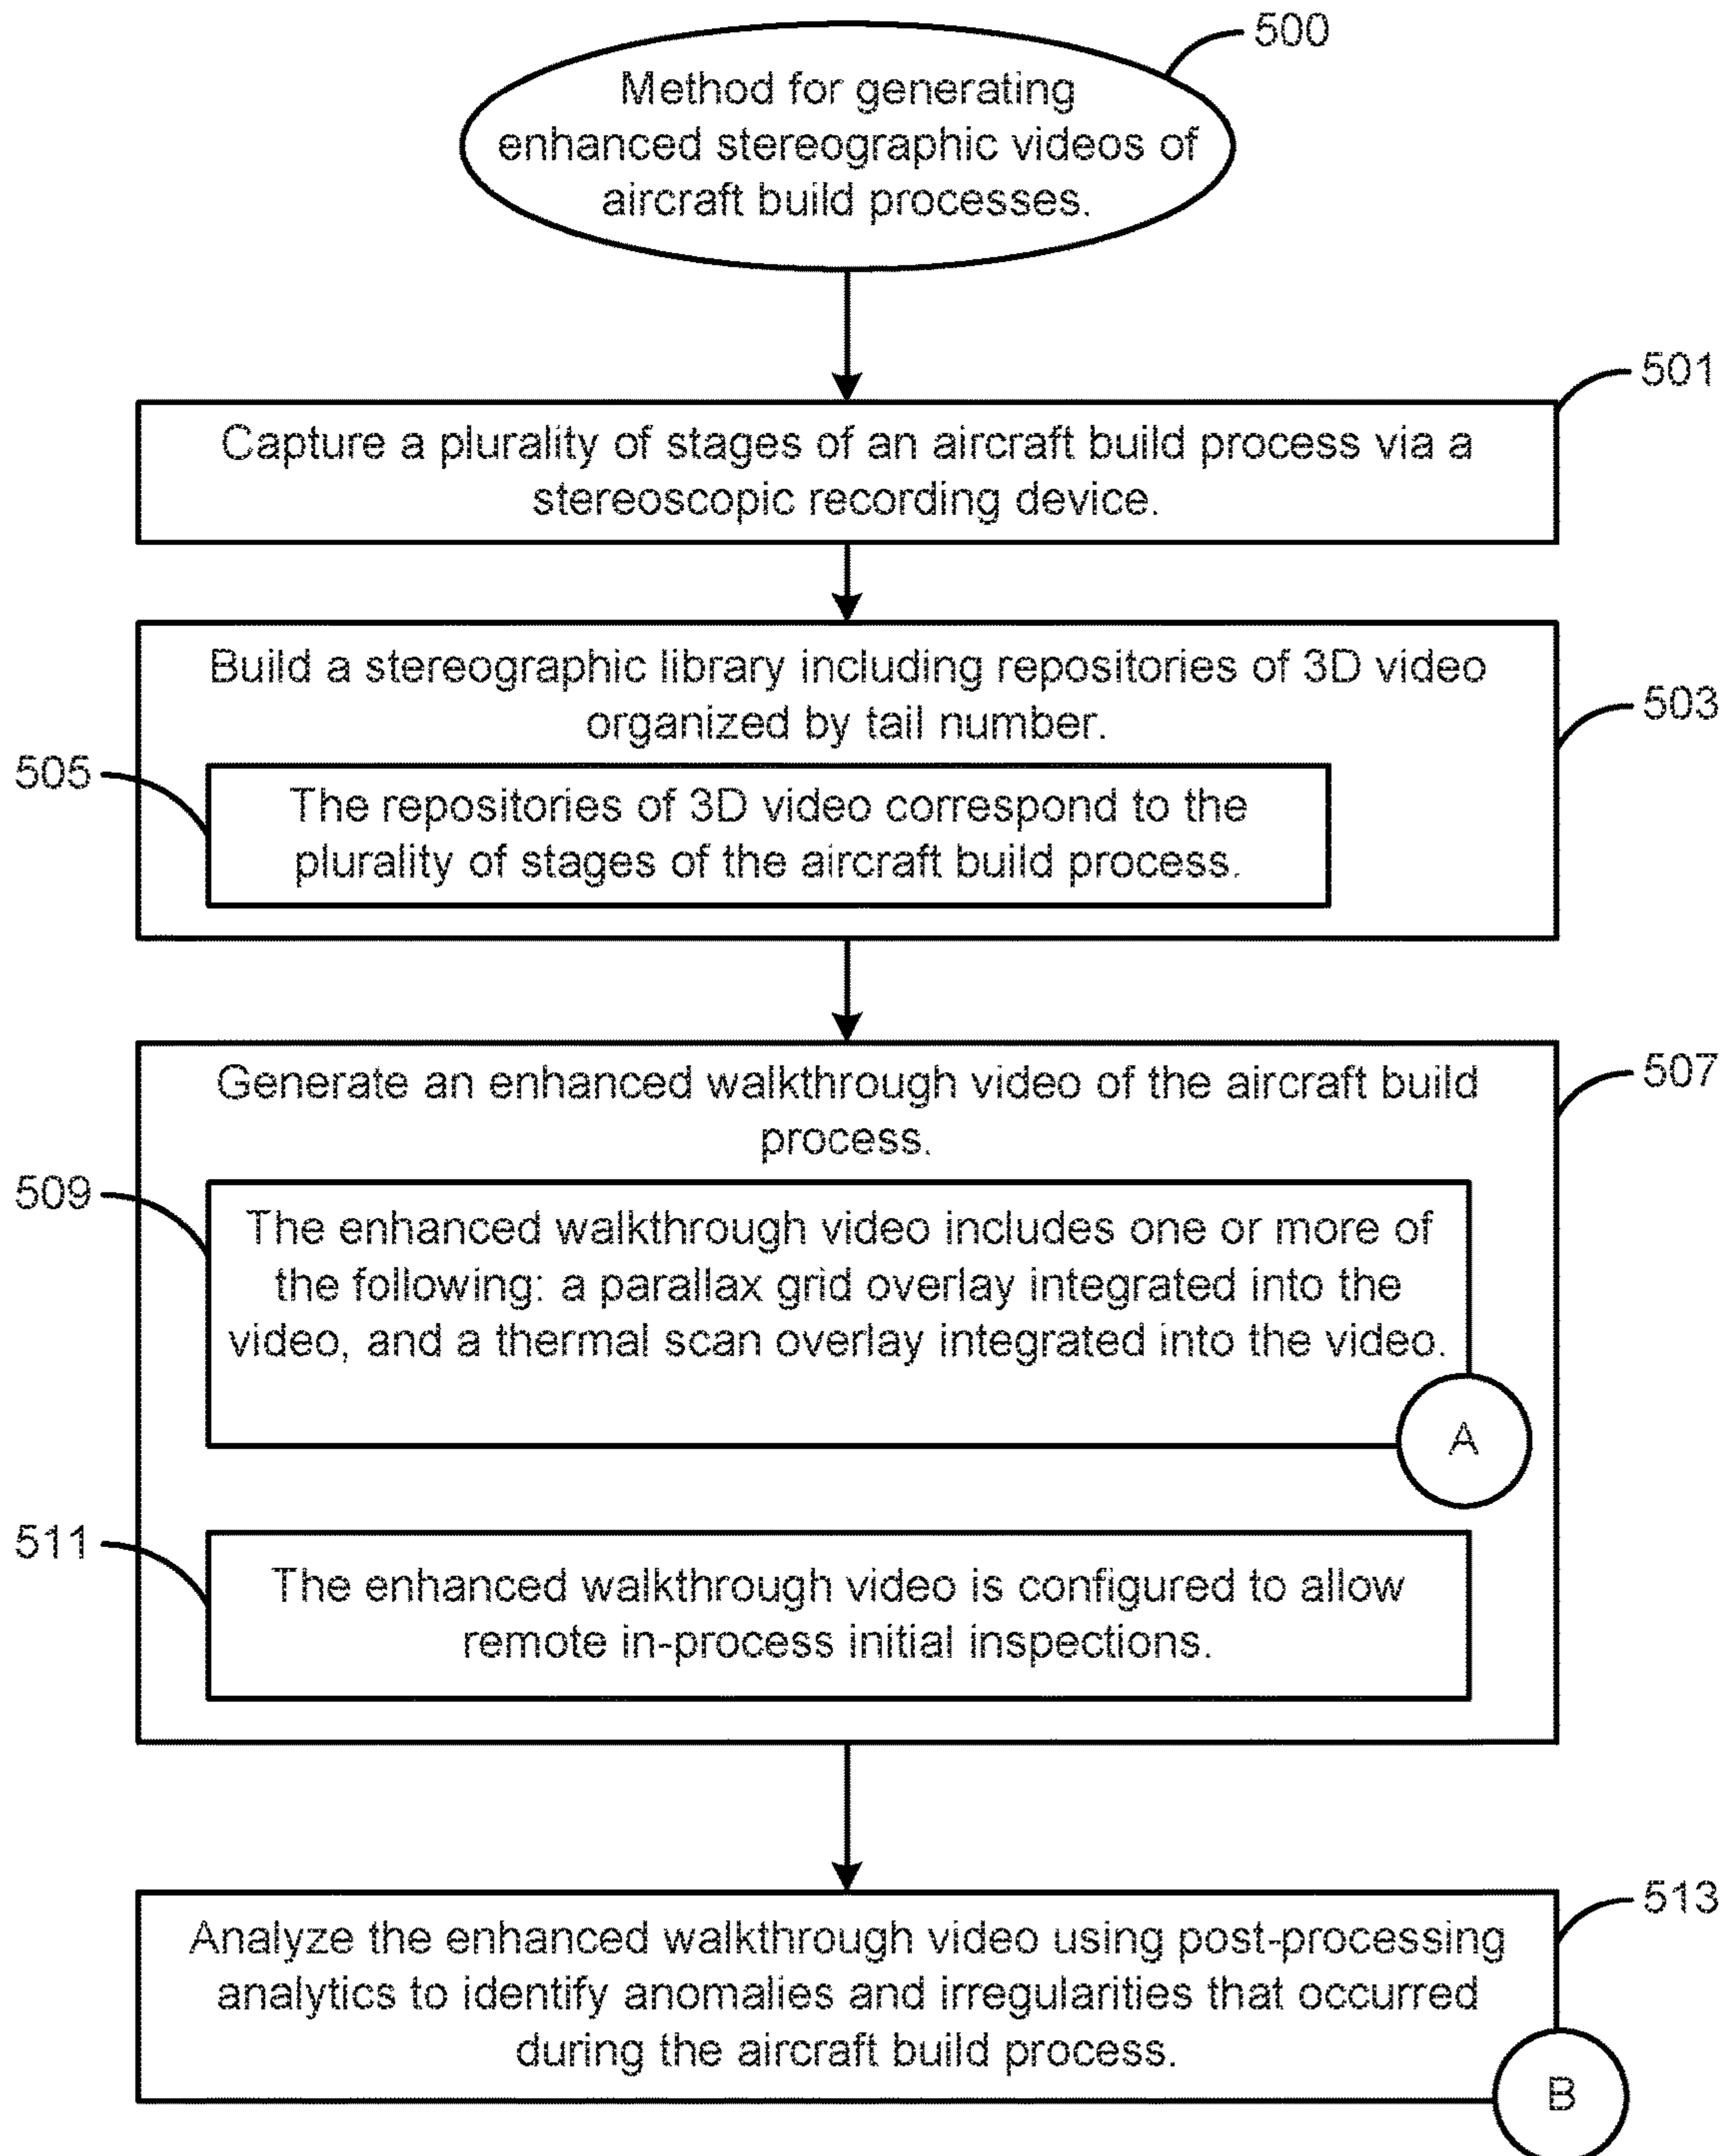 500
Method for generating
enhanced stereographic videos of
aircraft build processes.
501
Capture a plurality of stages of an aircraft build process via a
stereoscopic recording device.
503
Build a stereographic library including repositories of 3D video
organized by tail number.
505
The repositories of 3D video correspond to the
plurality of stages of the aircraft build process.
507
Generate an enhanced walkthrough video of the aircraft build
process.
509
The enhanced walkthrough video includes one or more of
the following: a parallax grid overlay integrated into the
video, and a thermal scan overlay integrated into the video.
A
511
The enhanced walkthrough video is configured to allow
remote in-process initial inspections.
513
Analyze the enhanced walkthrough video using post-processing
analytics to identify anomalies and irregularities that occurred
during the aircraft build process.
B